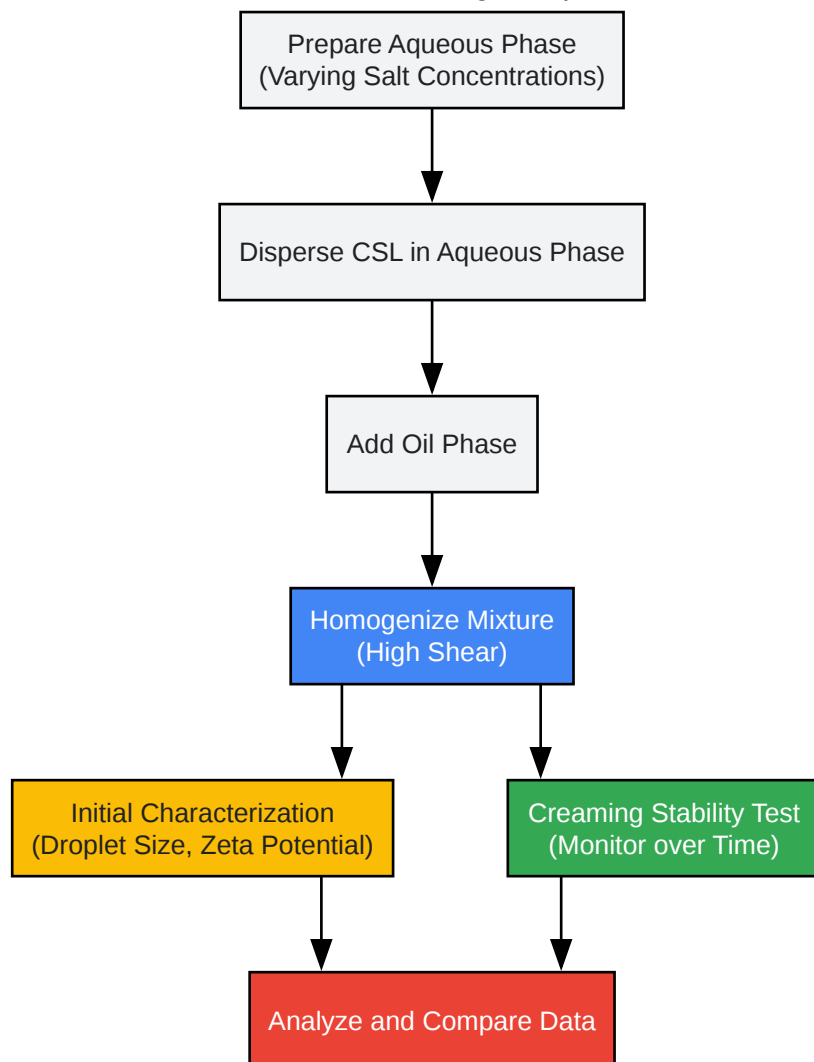 Prepare Aqueous Phase
(Varying Salt Concentrations)
Disperse CSL in Aqueous Phase
Add Oil Phase
Homogenize Mixture
(High Shear)
Initial Characterization
(Droplet Size, Zeta Potential)
Creaming Stability Test
(Monitor over Time)
Analyze and Compare Data